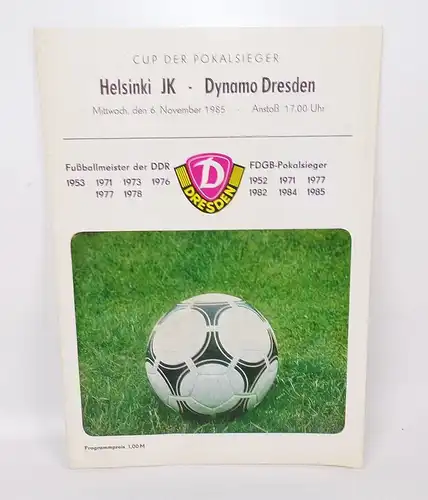 CUP DER POKALSIEGER
Helsinki JK - Dynamo Dresden
Mittwoch, den 6. November 1985 - Anstoß 17.00 Uhr
Fußballmeister der DDR
1953 1971 1973 1976
1977 1978
D
DRESDEN
FDGB-Pokalsieger
1952 1971 1977
1982 1984 1985
Programmpreis 1,00 M